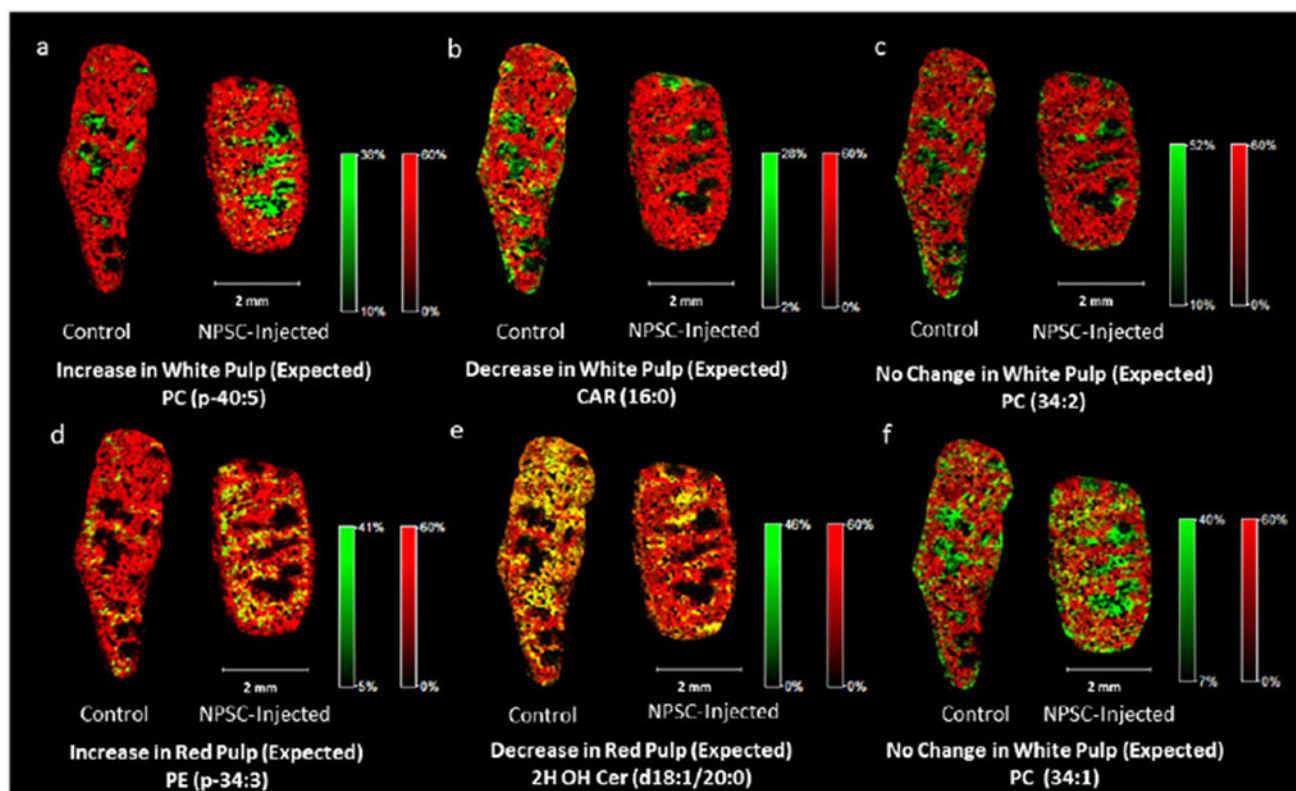 a
b
c
38% 60%
28% 60%
52% 60%
10% 0%
2% 0%
10% 0%
2 mm
2 mm
2 mm
Control NPSC-Injected
Control NPSC-Injected
Control NPSC-Injected
Increase in White Pulp (Expected)
PC (p-40:5)
Decrease in White Pulp (Expected)
CAR (16:0)
No Change in White Pulp (Expected)
PC (34:2)
d
e
f
41% 60%
46% 60%
40% 60%
5% 0%
0% 0%
7% 0%
2 mm
2 mm
2 mm
Control NPSC-Injected
Control NPSC-Injected
Control NPSC-Injected
Increase in Red Pulp (Expected)
PE (p-34:3)
Decrease in Red Pulp (Expected)
2H OH Cer (d18:1/20:0)
No Change in White Pulp (Expected)
PC (34:1)